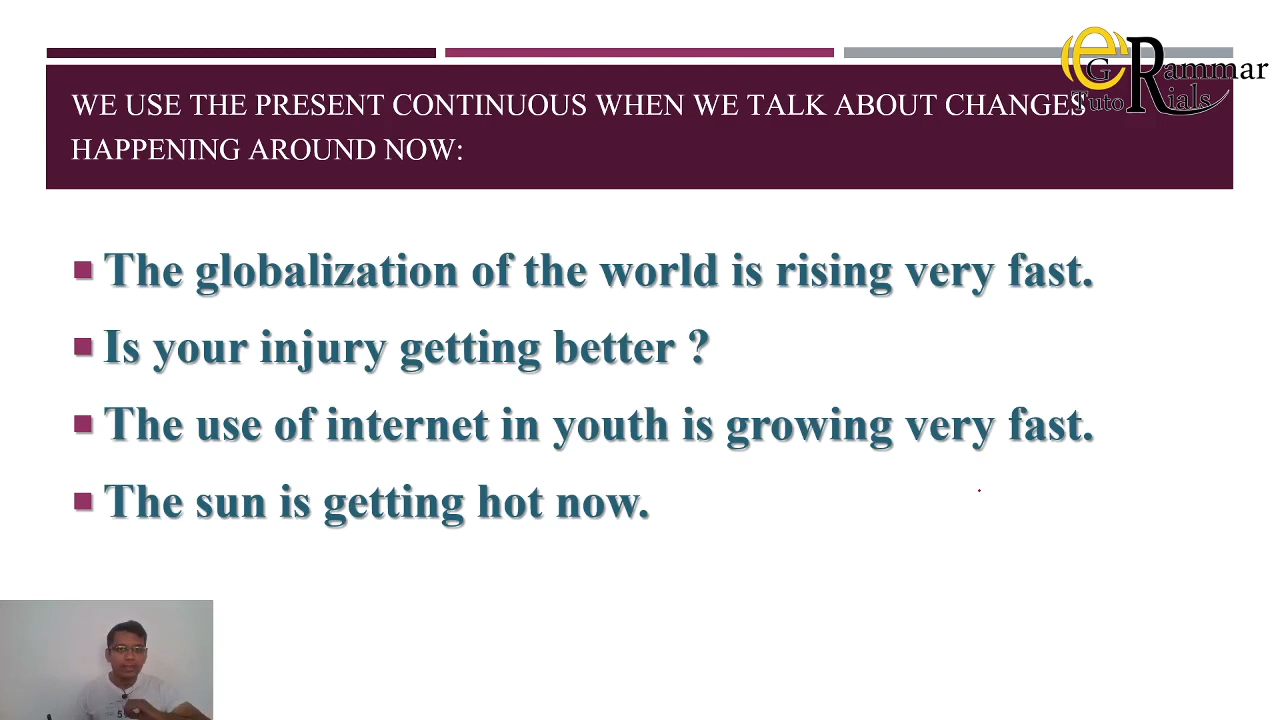 WE USE THE PRESENT CONTINUOUS WHEN WE TALK ABOUT CHANGES
HAPPENING AROUND NOW:
e Grammar
TutoRials
The globalization of the world is rising very fast.
Is your injury getting better ?
The use of internet in youth is growing very fast.
The sun is getting hot now.